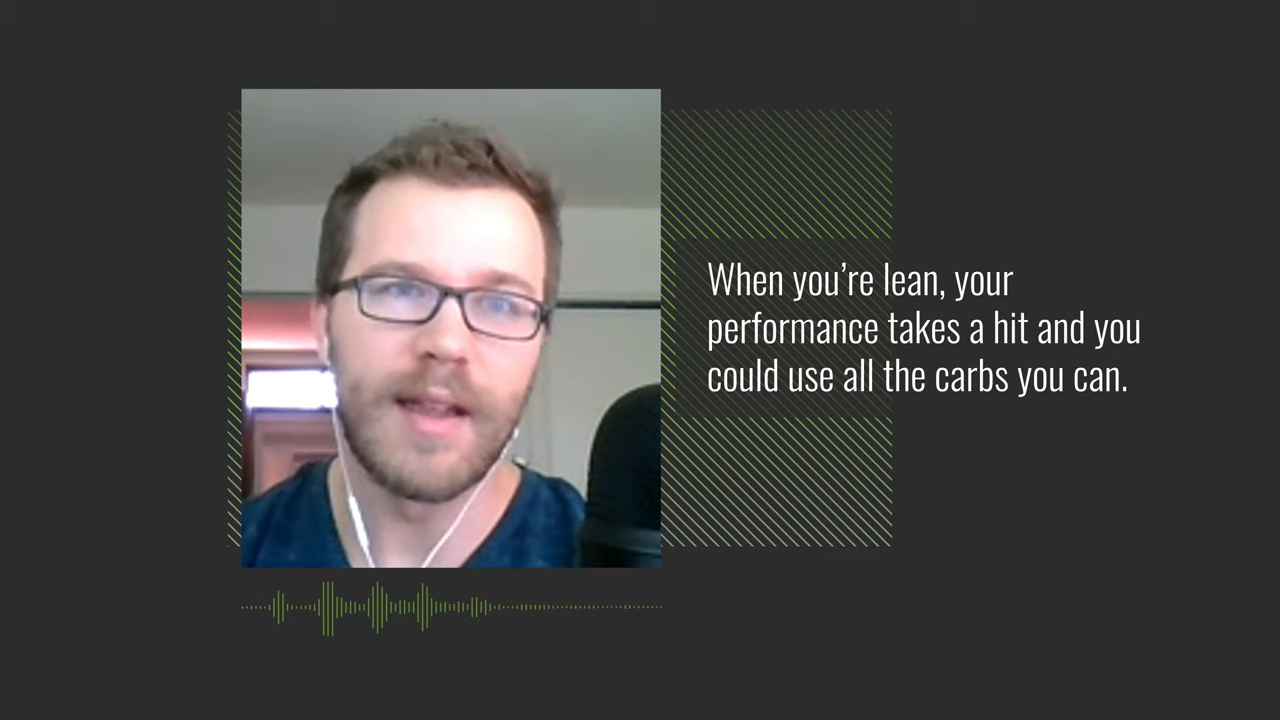 When you’re lean, your
performance takes a hit and you
could use all the carbs you can.